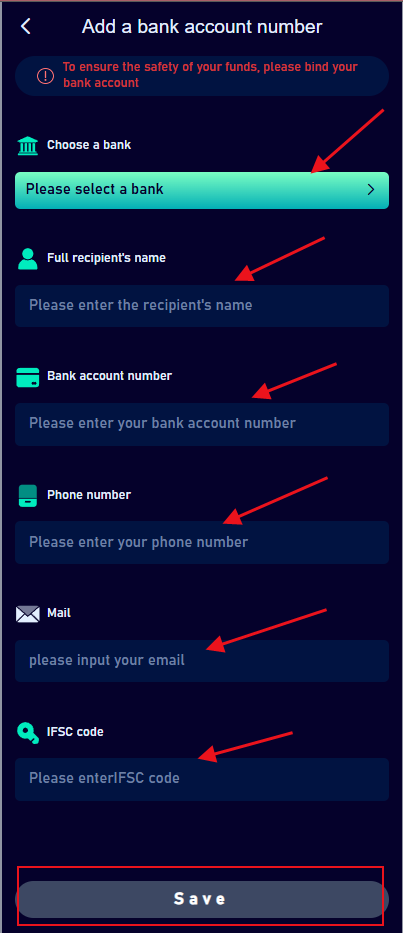 Add a bank account number
To ensure the safety of your funds, please bind your
bank account
Choose a bank
Please select a bank
Full recipient's name
Please enter the recipient's name
Bank account number
Please enter your bank account number
Phone number
Please enter your phone number
Mail
please input your email
IFSC code
Please enterIFSC code
Save